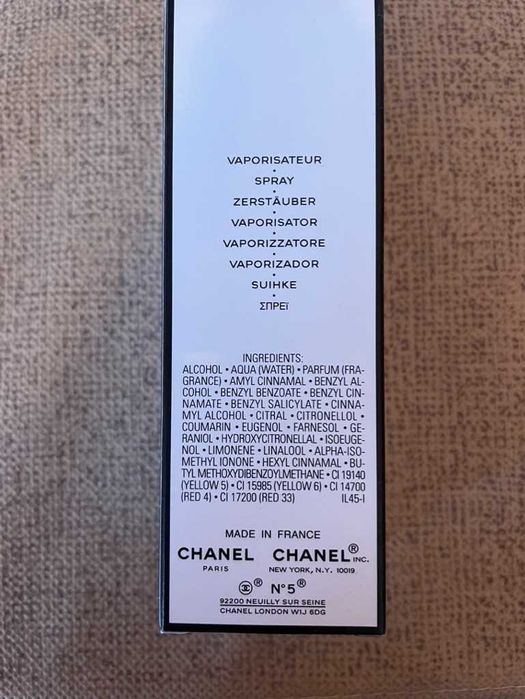 VAPORISATEUR
•
SPRAY
•
ZERSTÄUBER
•
VAPORISATOR
•
VAPORIZZATORE
•
VAPORIZADOR
•
SUIHKE
•
ΣΠΡΕΪ
INGREDIENTS:
ALCOHOL • AQUA (WATER) • PARFUM (FRA-
GRANCE) • AMYL CINNAMAL • BENZYL AL-
COHOL • BENZYL BENZOATE • BENZYL CIN-
NAMATE • BENZYL SALICYLATE • CINNA-
MYL ALCOHOL • CITRAL • CITRONELLOL •
COUMARIN • EUGENOL • FARNESOL • GE-
RANIOL • HYDROXYCITRONELLAL • ISOEUGE-
NOL • LIMONENE • LINALOOL • ALPHA-ISO-
METHYL IONONE • HEXYL CINNAMAL • BU-
TYL METHOXYDIBENZOYLMETHANE • CI 19140
(YELLOW 5) • CI 15985 (YELLOW 6) • CI 14700
(RED 4) • CI 17200 (RED 33) IL45-I
MADE IN FRANCE
CHANEL CHANEL® INC.
PARIS NEW YORK, N.Y. 10019
® N°5®
92200 NEUILLY SUR SEINE
CHANEL LONDON W1J 6DG